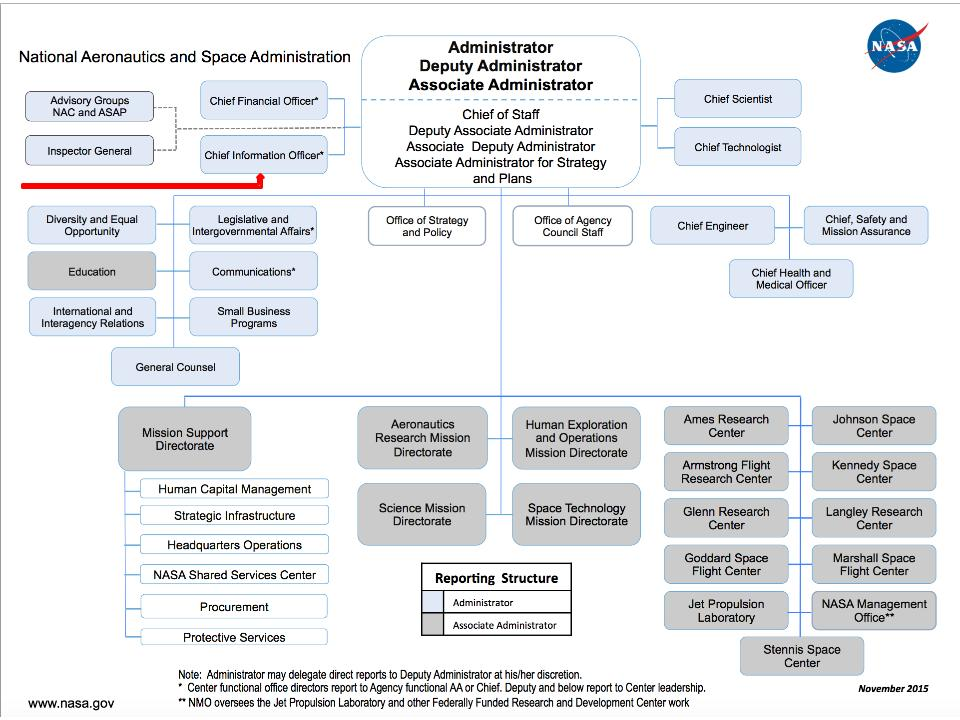 National Aeronautics and Space Administration
Administrator
Deputy Administrator
Associate Administrator
Chief of Staff
Deputy Associate Administrator
Associate Deputy Administrator
Associate Administrator for Strategy
and Plans
NASA
Advisory Groups
NAC and ASAP
Inspector General
Chief Financial Officer*
Chief Information Officer*
Chief Scientist
Chief Technologist
Diversity and Equal
Opportunity
Legislative and
Intergovernmental Affairs*
Education
Communications*
International and
Interagency Relations
Small Business
Programs
General Counsel
Office of Strategy
and Policy
Office of Agency
Council Staff
Chief Engineer
Chief, Safety and
Mission Assurance
Chief Health and
Medical Officer
Mission Support
Directorate
Human Capital Management
Strategic Infrastructure
Headquarters Operations
NASA Shared Services Center
Procurement
Protective Services
Aeronautics
Research Mission
Directorate
Human Exploration
and Operations
Mission Directorate
Science Mission
Directorate
Space Technology
Mission Directorate
Reporting Structure
Administrator
Associate Administrator
Ames Research
Center
Johnson Space
Center
Armstrong Flight
Research Center
Kennedy Space
Center
Glenn Research
Center
Langley Research
Center
Goddard Space
Flight Center
Marshall Space
Flight Center
Jet Propulsion
Laboratory
NASA Management
Office**
Stennis Space
Center
Note: Administrator may delegate direct reports to Deputy Administrator at his/her discretion.
* Center functional office directors report to Agency functional AA or Chief. Deputy and below report to Center leadership.
** NMO oversees the Jet Propulsion Laboratory and other Federally Funded Research and Development Center work
November 2015
www.nasa.gov